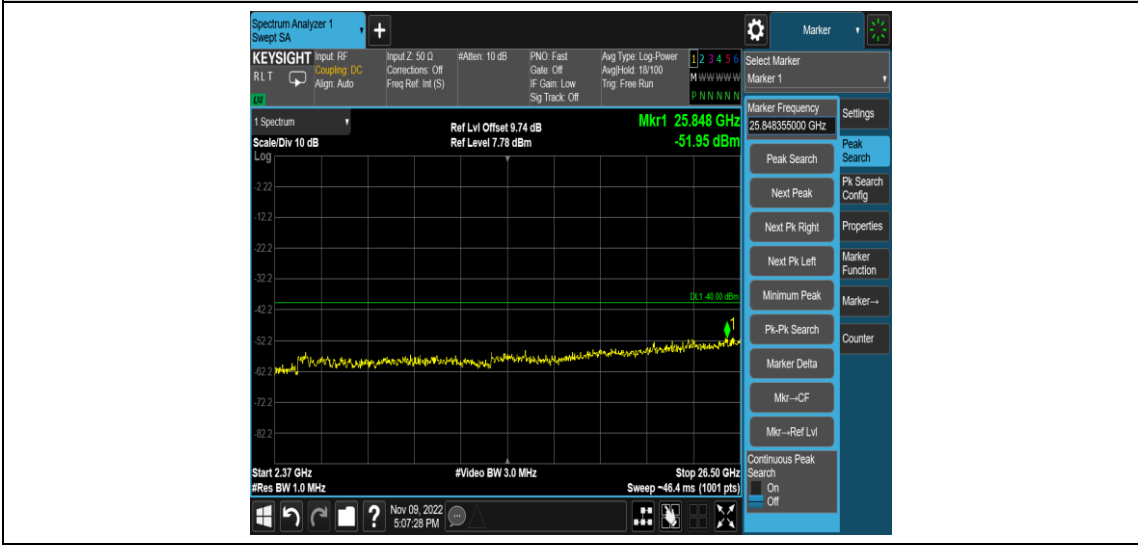 Spectrum Analyzer 1
Swept SA
+
Marker
KEYSIGHT
RLT
LXI
Input: RF
Coupling: DC
Align: Auto
Input Z: 50 Ω
Corrections: Off
Freq Ref: Int (S)
#Atten: 10 dB
PNO: Fast
Gate: Off
IF Gain: Low
Sig Track: Off
Avg Type: Log-Power
Avg|Hold: 18/100
Trig: Free Run
1 2 3 4 5 6
M W W W W W
P N N N N N
Select Marker
Marker 1
1 Spectrum
Scale/Div 10 dB
Log
Ref Lvl Offset 9.74 dB
Ref Level 7.78 dBm
Mkr1 25.848 GHz
-51.95 dBm
-2.22
-12.2
-22.2
-32.2
-42.2
-52.2
-62.2
-72.2
-82.2
DL1 -40.00 dBm
1
Start 2.37 GHz
#Res BW 1.0 MHz
#Video BW 3.0 MHz
Stop 26.50 GHz
Sweep ~46.4 ms (1001 pts)
Marker Frequency
25.848355000 GHz
Peak Search
Next Peak
Next Pk Right
Next Pk Left
Minimum Peak
Pk-Pk Search
Marker Delta
Mkr→CF
Mkr→Ref Lvl
Continuous Peak
Search
On
Off
Settings
Peak
Search
Pk Search
Config
Properties
Marker
Function
Marker→
Counter
?
Nov 09, 2022
5:07:28 PM